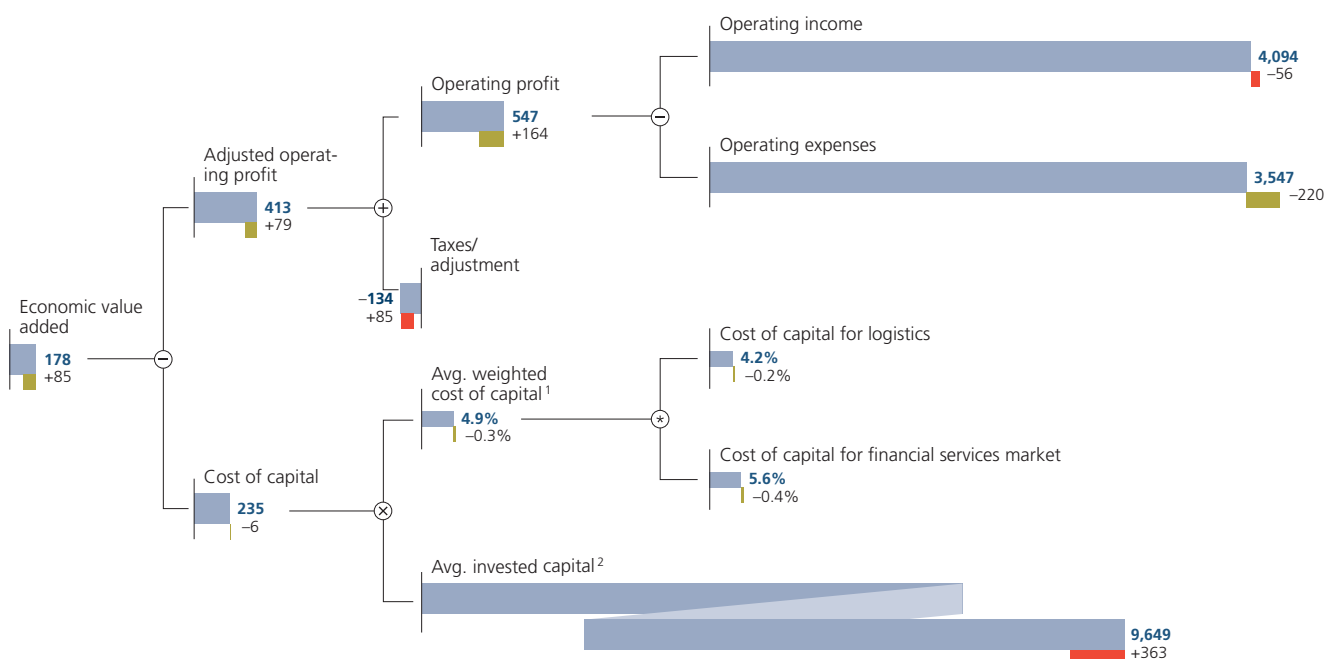 Operating income
4,094
–56
Operating profit
547
+164
−
Operating expenses
3,547
–220
Adjusted operat-
ing profit
413
+79
+
Taxes/
adjustment
–134
+85
Economic value
added
178
+85
−
Cost of capital for logistics
4.2%
–0.2%
Avg. weighted
cost of capital 1
4.9%
–0.3%
*
Cost of capital for financial services market
5.6%
–0.4%
Cost of capital
235
–6
×
Avg. invested capital 2
9,649
+363